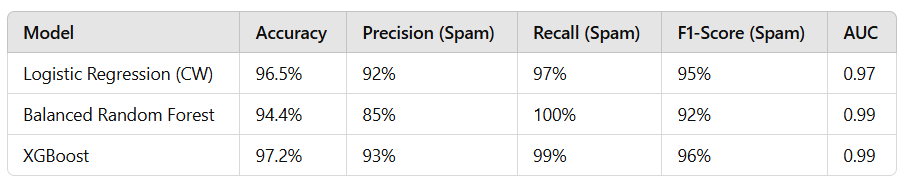 Model Accuracy Precision (Spam) Recall (Spam) F1-Score (Spam) AUC
Logistic Regression (CW) 96.5% 92% 97% 95% 0.97
Balanced Random Forest 94.4% 85% 100% 92% 0.99
XGBoost 97.2% 93% 99% 96% 0.99